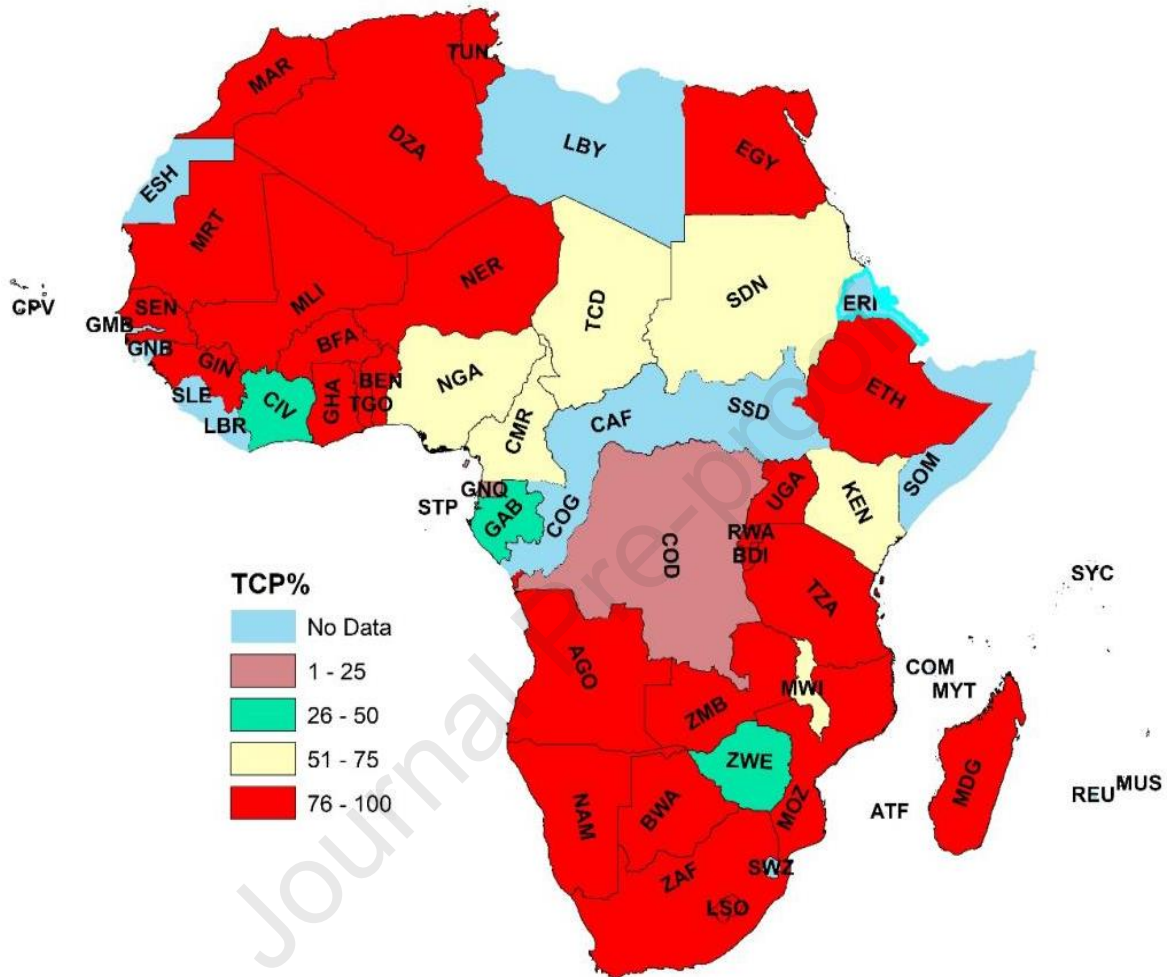 TUN
MAR
DZA
LBY
EGY
ESH
MRT
MLI
NER
TCD
SDN
ERI
CPV
SEN
GMB
GNB
GIN
BFA
BEN
TGO
GHA
NGA
SLE
LBR
CIV
CMR
CAF
SSD
ETH
SOM
GNQ
STP
GAB
COG
COD
UGA
KEN
RWA
BDI
TZA
SYC
AGO
ZMB
MWI
COM
MYT
ZWE
MOZ
MDG
NAM
BWA
ATF
REU
MUS
ZAF
SWZ
LSO
TCP%
No Data
1 - 25
26 - 50
51 - 75
76 - 100
Journal Pre-proof